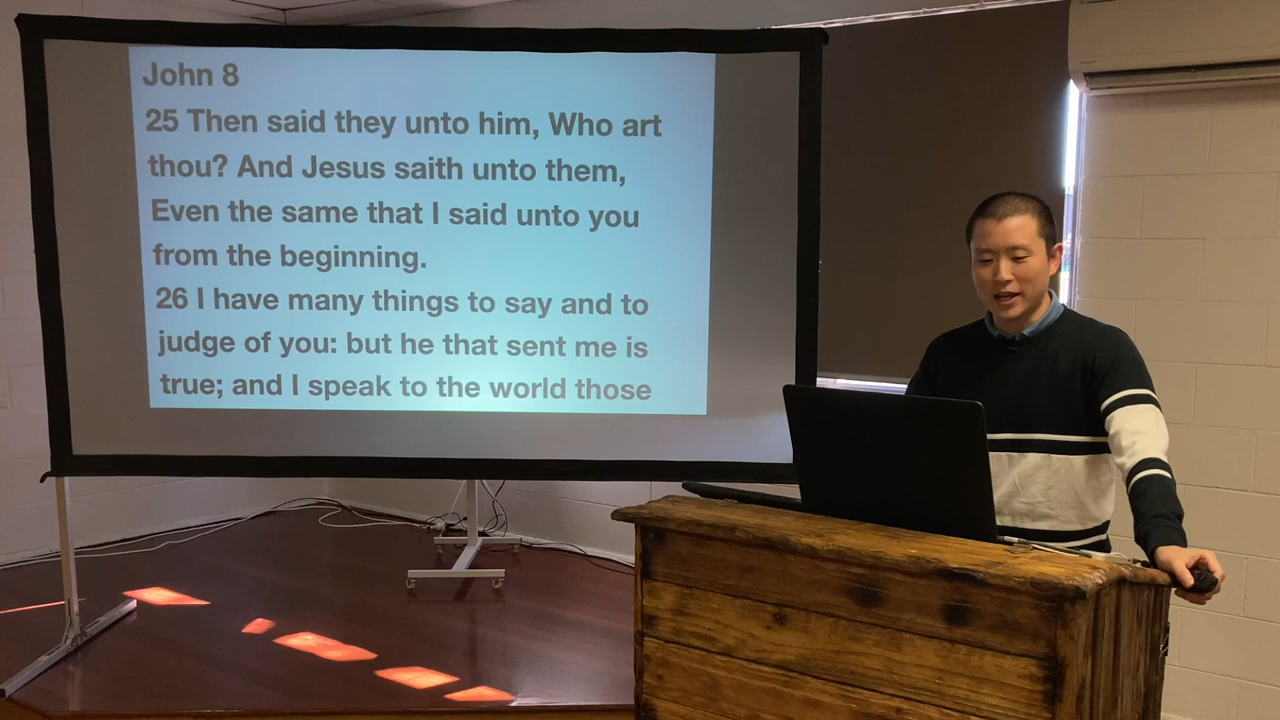 John 8
25 Then said they unto him, Who art
thou? And Jesus saith unto them,
Even the same that I said unto you
from the beginning.
26 I have many things to say and to
judge of you: but he that sent me is
true; and I speak to the world those